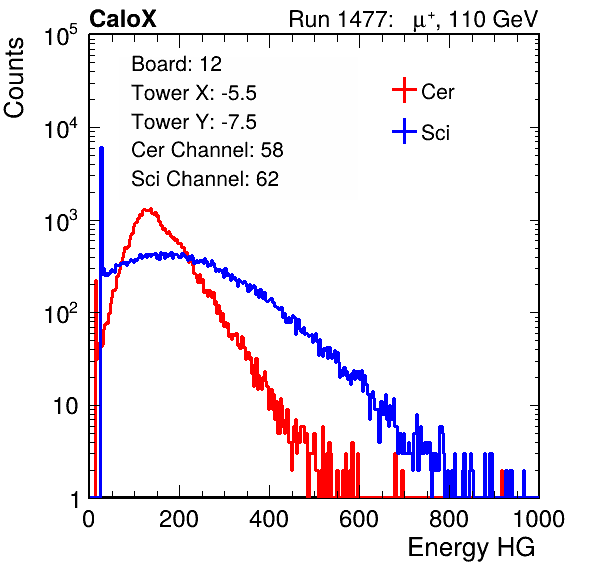 CaloX Run 1477: μ⁺, 110 GeV
Counts
Board: 12
Tower X: -5.5
Tower Y: -7.5
Cer Channel: 58
Sci Channel: 62
Cer
Sci
10⁵
10⁴
10³
10²
10
1
0 200 400 600 800 1000
Energy HG